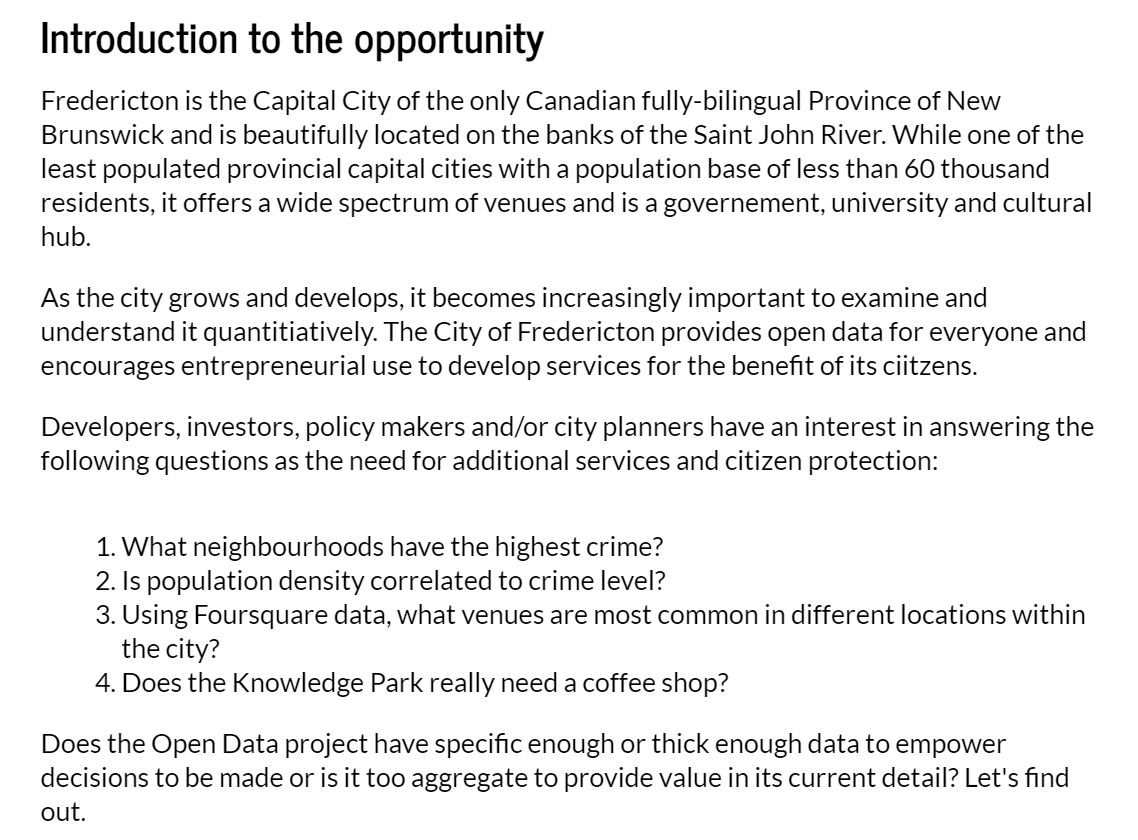 Introduction to the opportunity
Fredericton is the Capital City of the only Canadian fully-bilingual Province of New
Brunswick and is beautifully located on the banks of the Saint John River. While one of the
least populated provincial capital cities with a population base of less than 60 thousand
residents, it offers a wide spectrum of venues and is a governement, university and cultural
hub.
As the city grows and develops, it becomes increasingly important to examine and
understand it quantitiatively. The City of Fredericton provides open data for everyone and
encourages entrepreneurial use to develop services for the benefit of its ciitzens.
Developers, investors, policy makers and/or city planners have an interest in answering the
following questions as the need for additional services and citizen protection:
1. What neighbourhoods have the highest crime?
2. Is population density correlated to crime level?
3. Using Foursquare data, what venues are most common in different locations within
the city?
4. Does the Knowledge Park really need a coffee shop?
Does the Open Data project have specific enough or thick enough data to empower
decisions to be made or is it too aggregate to provide value in its current detail? Let's find
out.